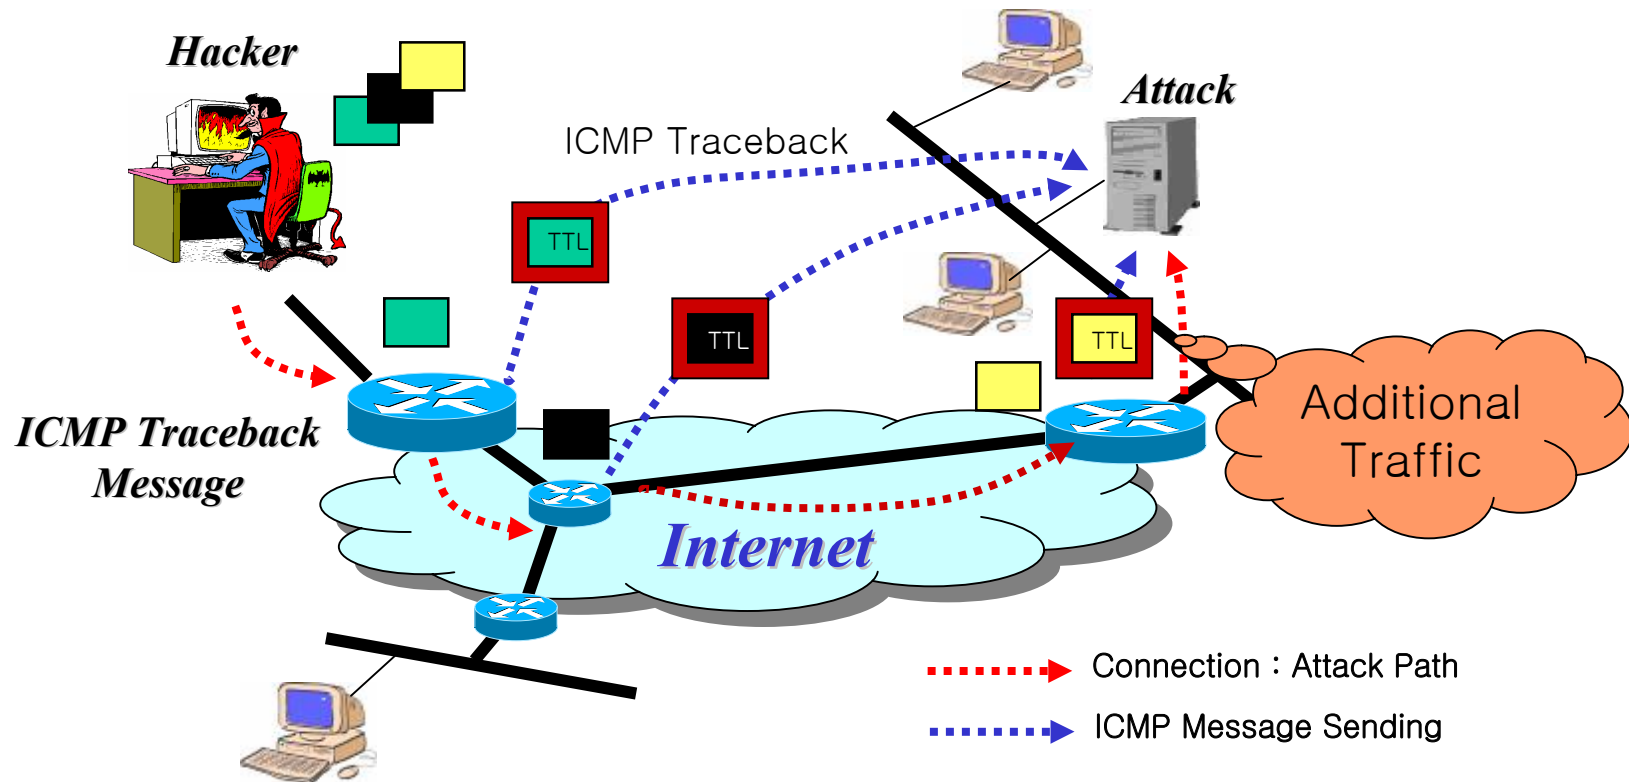 Hacker
Attack
ICMP Traceback
TTL
TTL
TTL
ICMP Traceback
Message
Additional
Traffic
Internet
Connection : Attack Path
ICMP Message Sending